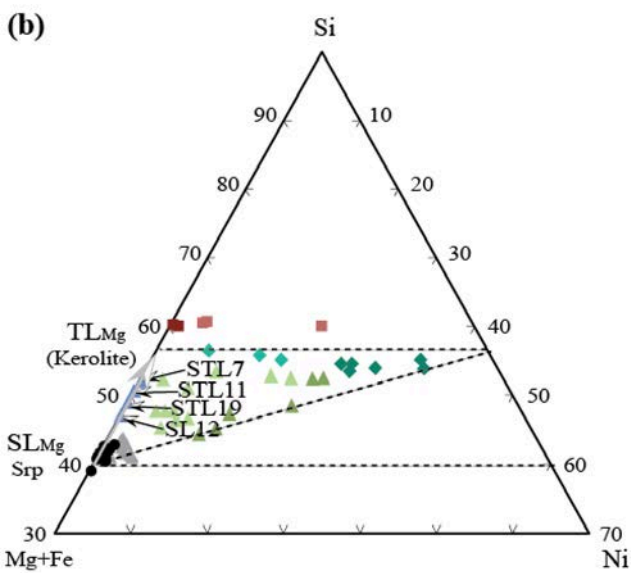 (b)
Si
90
10
80
20
70
30
60
40
TLMg
(Kerolite)
STL7
50
STL11
50
STL19
SL12
SLMg
Srp
40
60
30
70
Mg+Fe
Ni